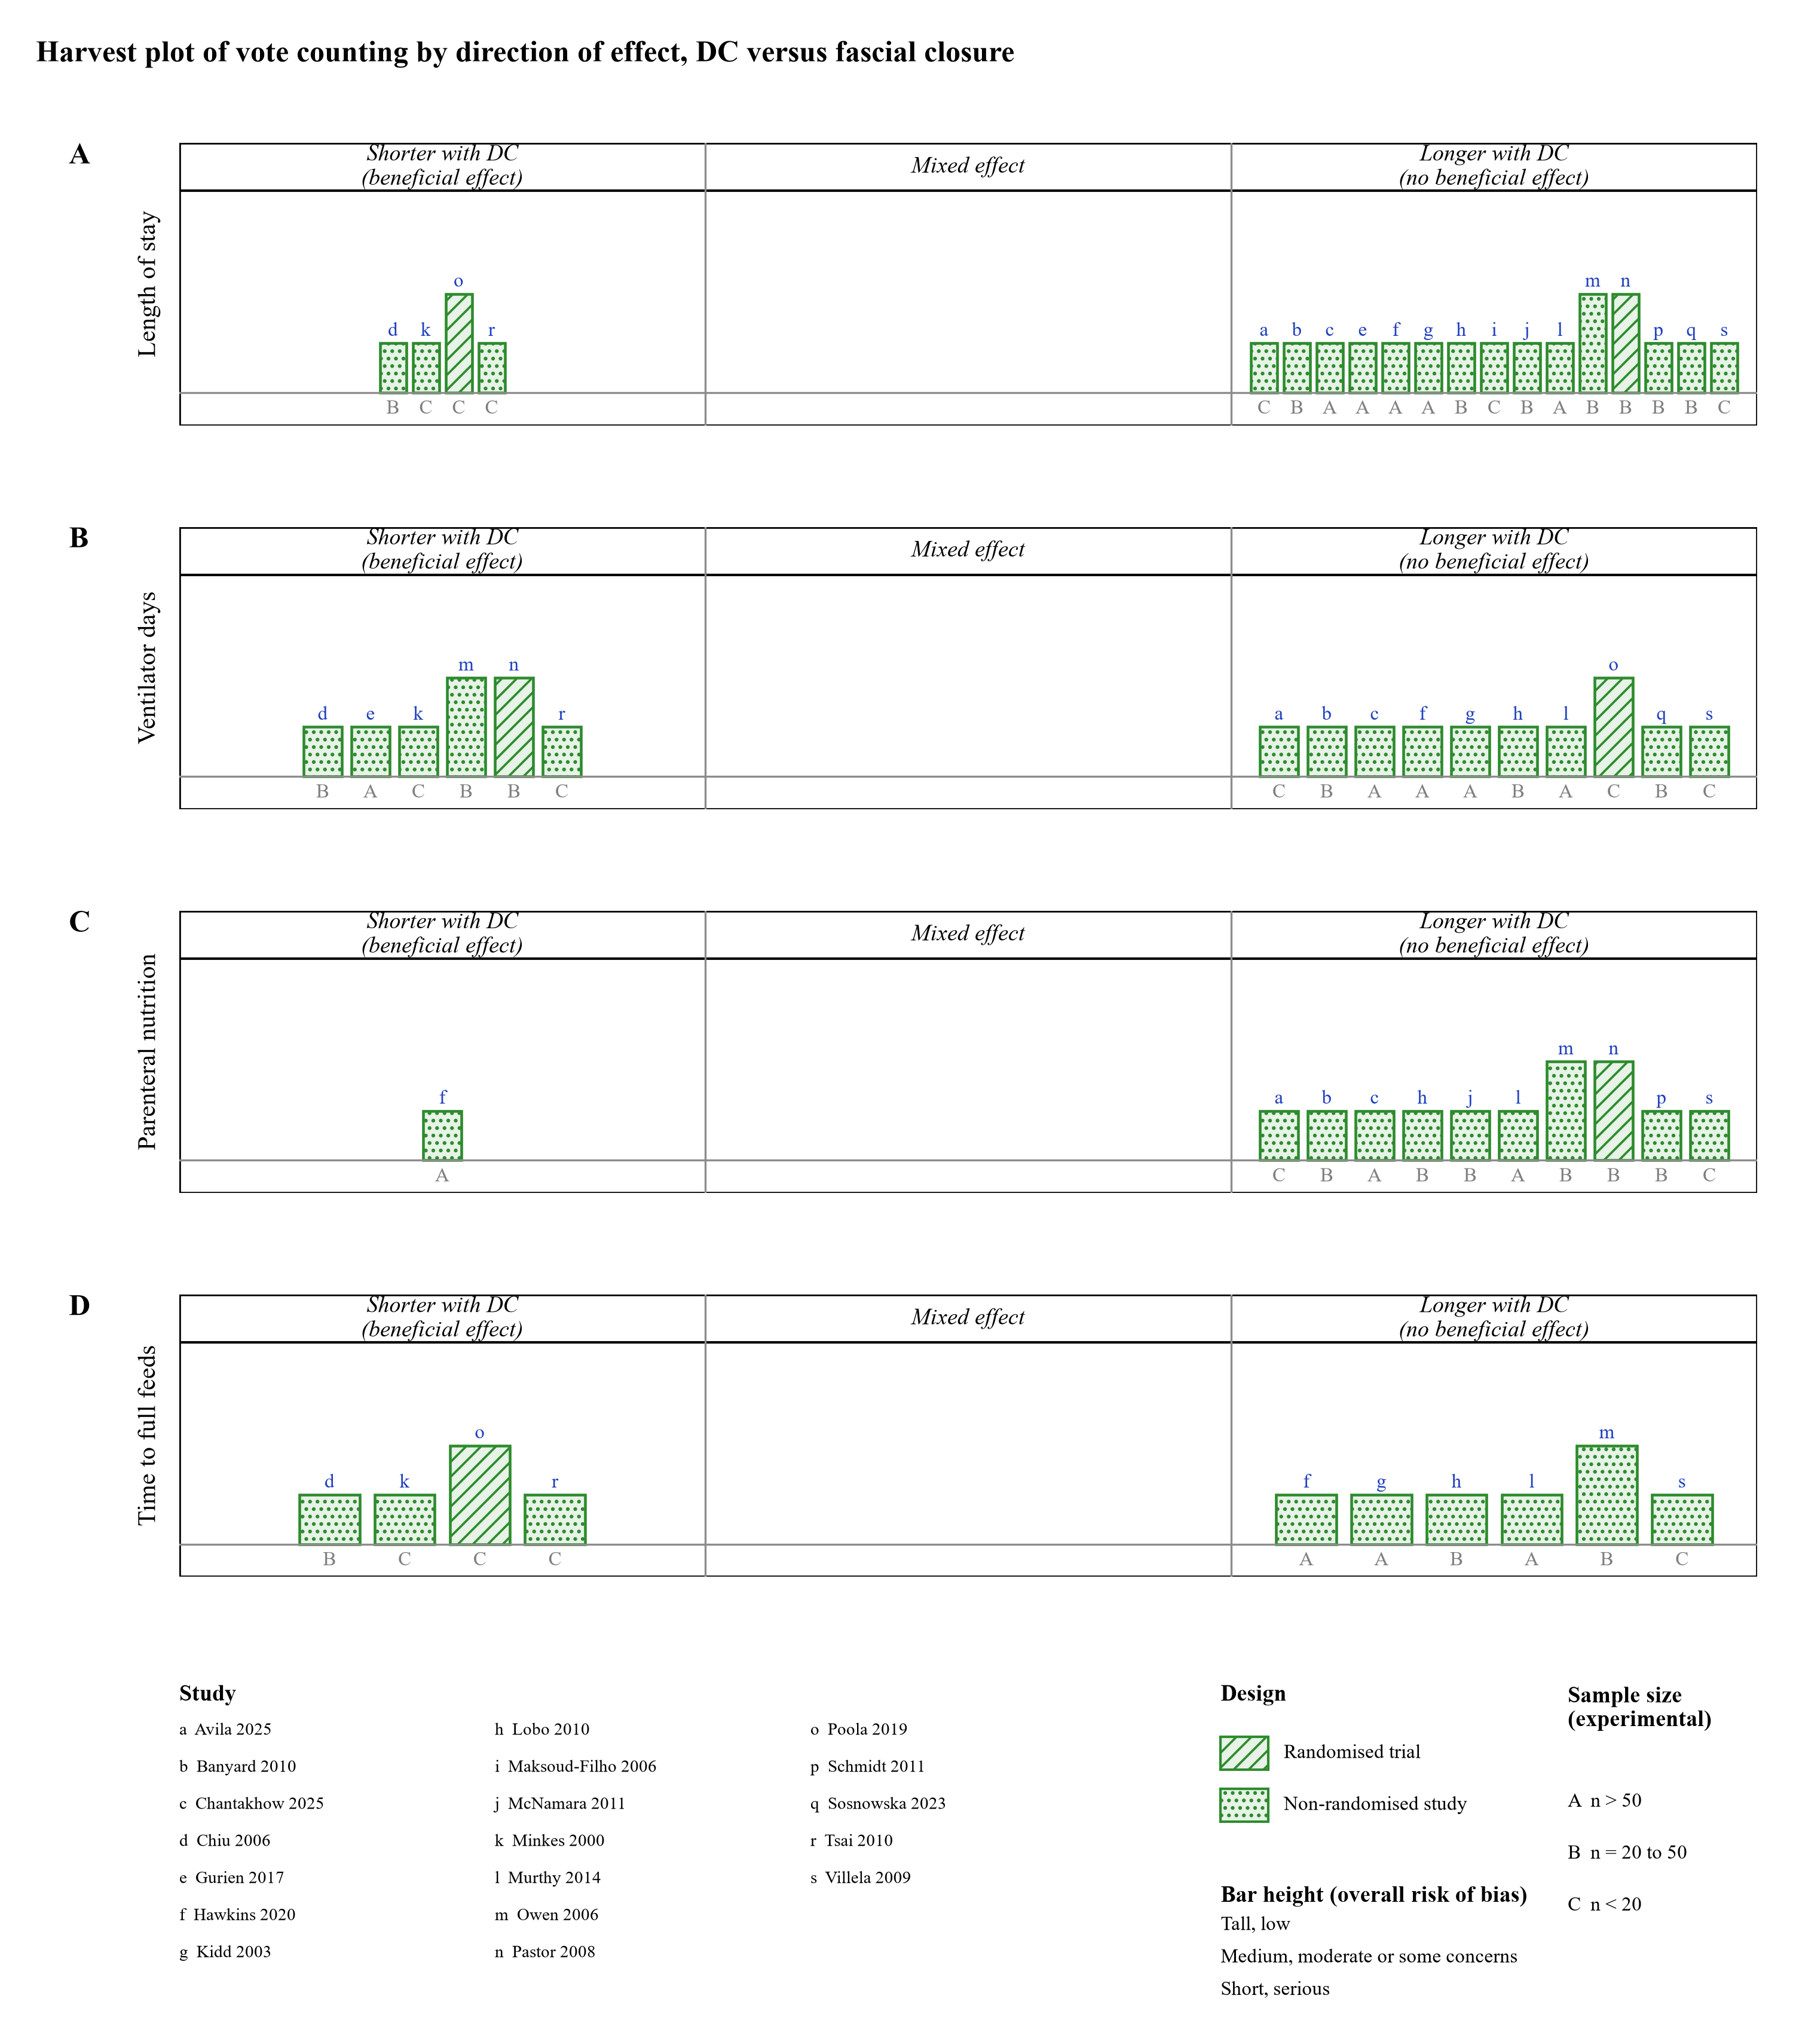 Harvest plot of vote counting by direction of effect, DC versus fascial closure
A
Shorter with DC
(beneficial effect)
Mixed effect
Longer with DC
(no beneficial effect)
Length of stay
d k o r
a b c e f g h i j l m n p q s
B C C C
C B A A A A B C B A B B B B C
B
Shorter with DC
(beneficial effect)
Mixed effect
Longer with DC
(no beneficial effect)
Ventilator days
d e k m n r
a b c f g h l o q s
B A C B B C
C B A A A B A C B C
C
Shorter with DC
(beneficial effect)
Mixed effect
Longer with DC
(no beneficial effect)
Parenteral nutrition
f
a b c h j l m n p s
A
C B A B B A B B B C
D
Shorter with DC
(beneficial effect)
Mixed effect
Longer with DC
(no beneficial effect)
Time to full feeds
d k o r
f g h l m s
B C C C
A A B A B C
Study
a Avila 2025
b Banyard 2010
c Chantakhow 2025
d Chiu 2006
e Gurien 2017
f Hawkins 2020
g Kidd 2003
h Lobo 2010
i Maksoud-Filho 2006
j McNamara 2011
k Minkes 2000
l Murthy 2014
m Owen 2006
n Pastor 2008
o Poola 2019
p Schmidt 2011
q Sosnowska 2023
r Tsai 2010
s Villela 2009
Design
Randomised trial
Non-randomised study
Bar height (overall risk of bias)
Tall, low
Medium, moderate or some concerns
Short, serious
Sample size
(experimental)
A n > 50
B n = 20 to 50
C n < 20